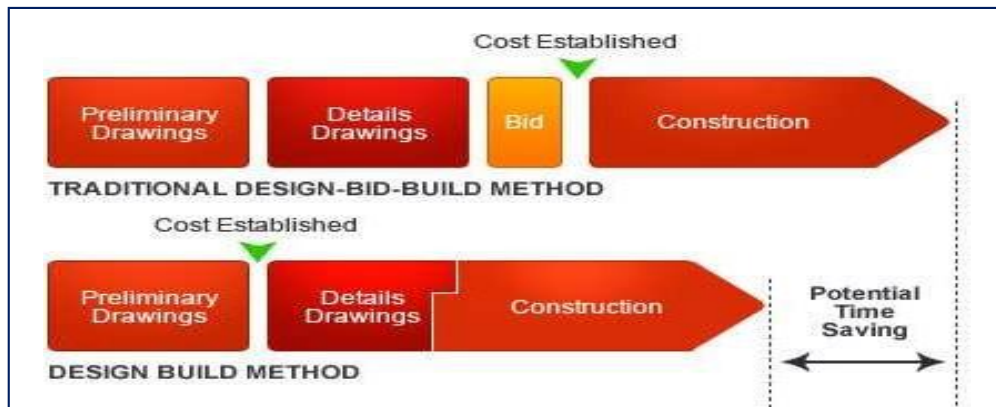 Cost Established
Preliminary
Drawings
Details
Drawings
Bid
Construction
TRADITIONAL DESIGN-BID-BUILD METHOD
Cost Established
Preliminary
Drawings
Details
Drawings
Construction
Potential
Time
Saving
DESIGN BUILD METHOD